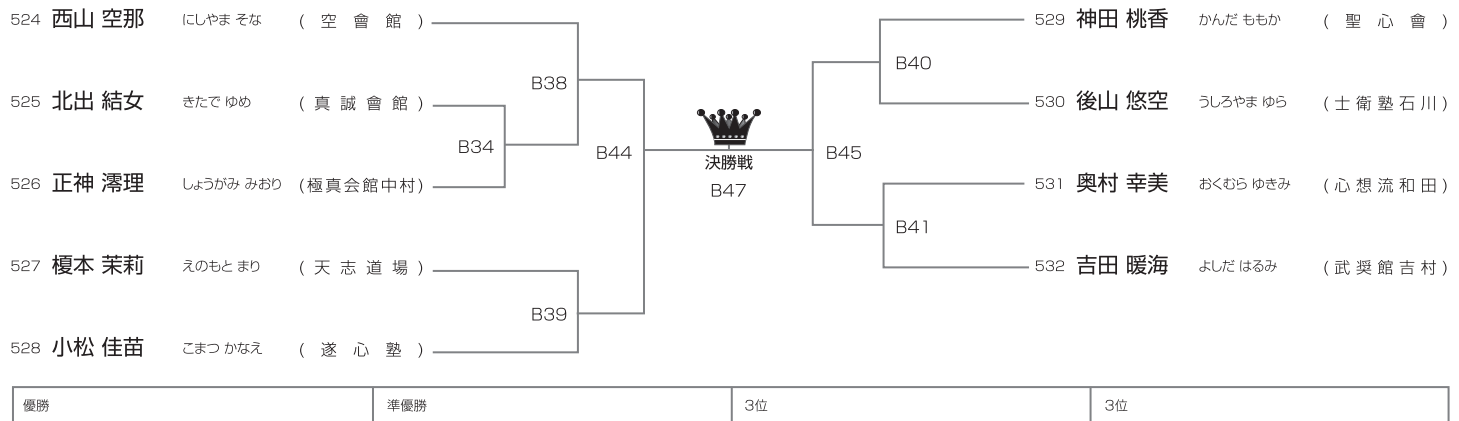 524 西山 空那 にしやま そな (空會館)
B38
525 北出 結女 きたで ゆめ (真誠會館)
B34
526 正神 澪理 しょうがみ みおり (極真会館中村)
B44
527 榎本 茉莉 えのもと まり (天志道場)
B39
528 小松 佳苗 こまつ かなえ (遂心塾)
決勝戦
B47
529 神田 桃香 かんだ ももか (聖心會)
B40
530 後山 悠空 うしろやま ゆら (士衛塾石川)
B45
531 奥村 幸美 おくむら ゆきみ (心想流和田)
B41
532 吉田 暖海 よしだ はるみ (武奨館吉村)
優勝
準優勝
3位
3位